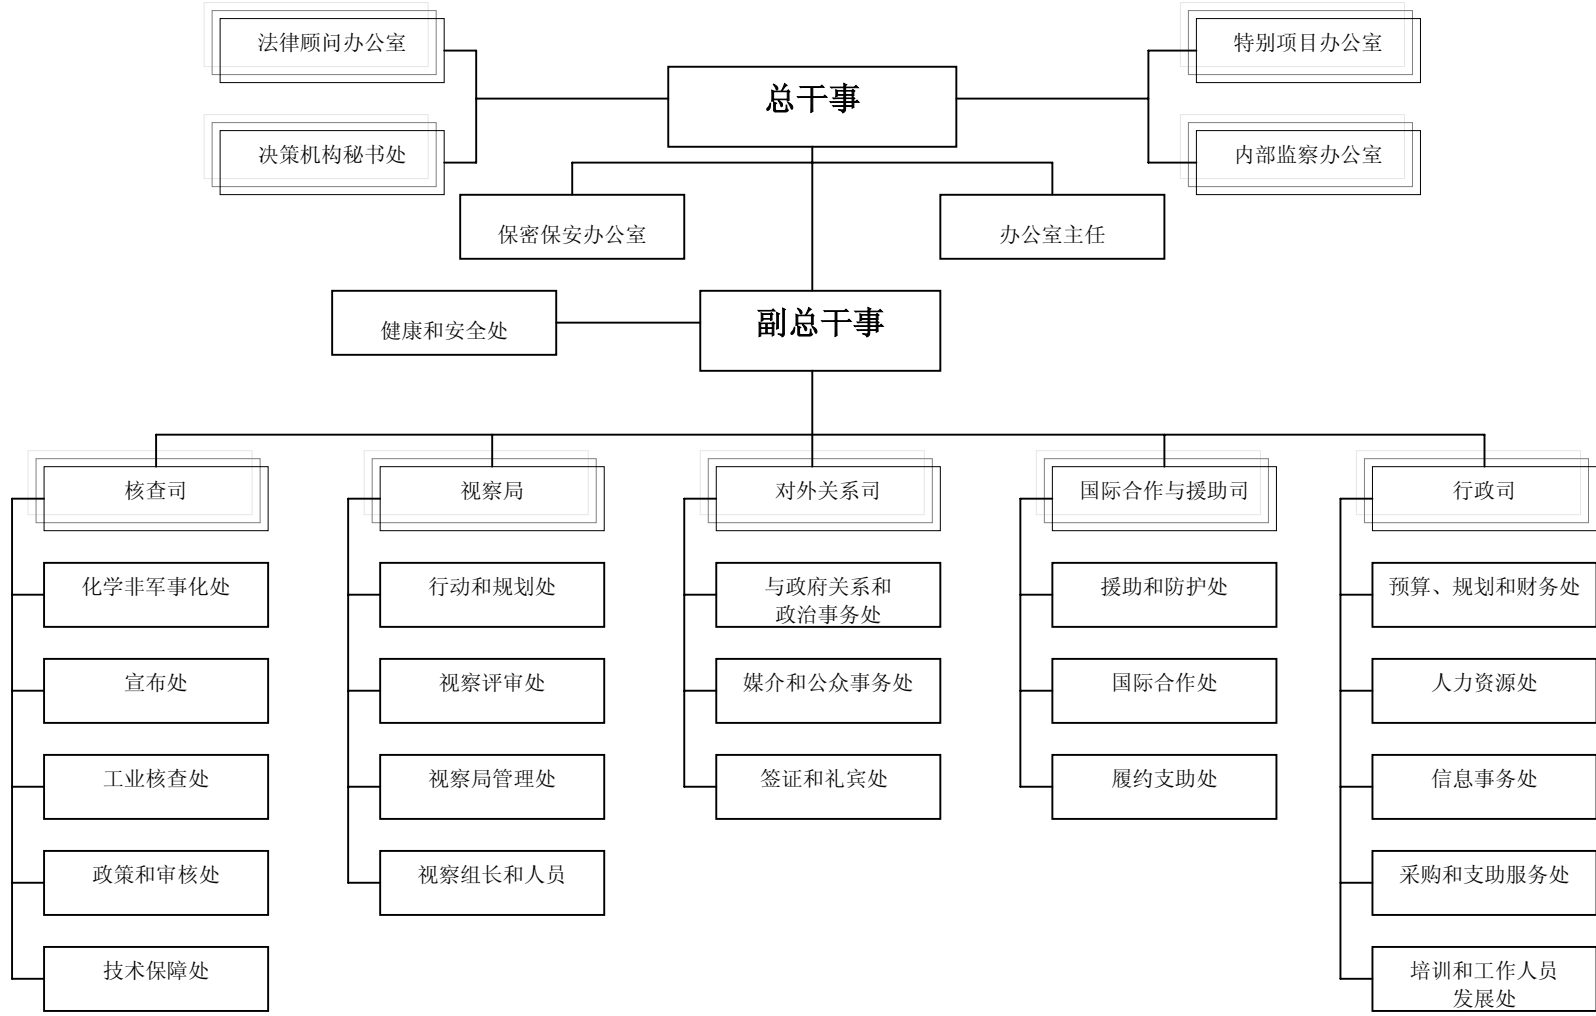 法律顾问办公室
特别项目办公室
总干事
决策机构秘书处
内部监察办公室
保密保安办公室
办公室主任
健康和安全处
副总干事
核查司
视察局
对外关系司
国际合作与援助司
行政司
化学非军事化处
行动和规划处
与政府关系和
政治事务处
援助和防护处
预算、规划和财务处
宣布处
视察评审处
媒介和公众事务处
国际合作处
人力资源处
工业核查处
视察局管理处
签证和礼宾处
履约支助处
信息事务处
政策和审核处
视察组长和人员
采购和支助服务处
技术保障处
培训和工作人员
发展处